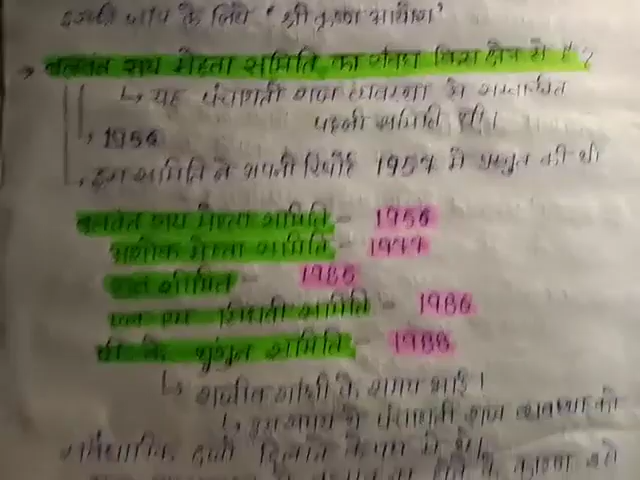 इसकी जांच के लिये 'श्री कृष्ण आयोग'
→ बलवंत राय मेहता समिति का संबंध किस क्षेत्र से है?
↳ यह पंचायती राज व्यवस्था से सम्बन्धित
पहली समिति थी।
1956
इस समिति ने अपनी रिपोर्ट 1957 में प्रस्तुत की थी
बलवंत राय मेहता समिति - 1956
अशोक मेहता समिति - 1977
समिति - 1985
एल एम सिंघवी समिति - 1986
पी के थुंगन समिति - 1988
↳ राजीव गांधी के समय आई।
↳ इस समय से पंचायती राज व्यवस्था को
संवैधानिक दर्जा दिलाने
के कारण